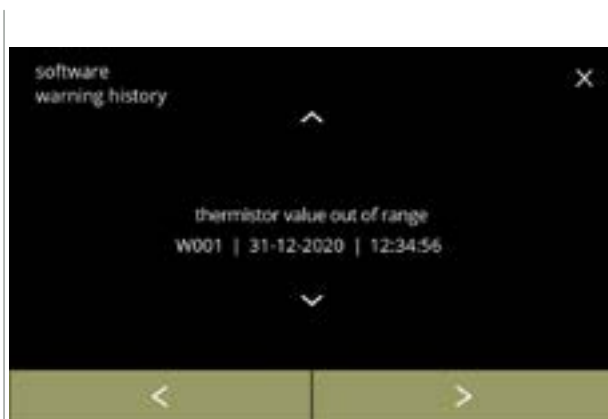 software
warning history
thermistor value out of range
W001 | 31-12-2020 | 12:34:56